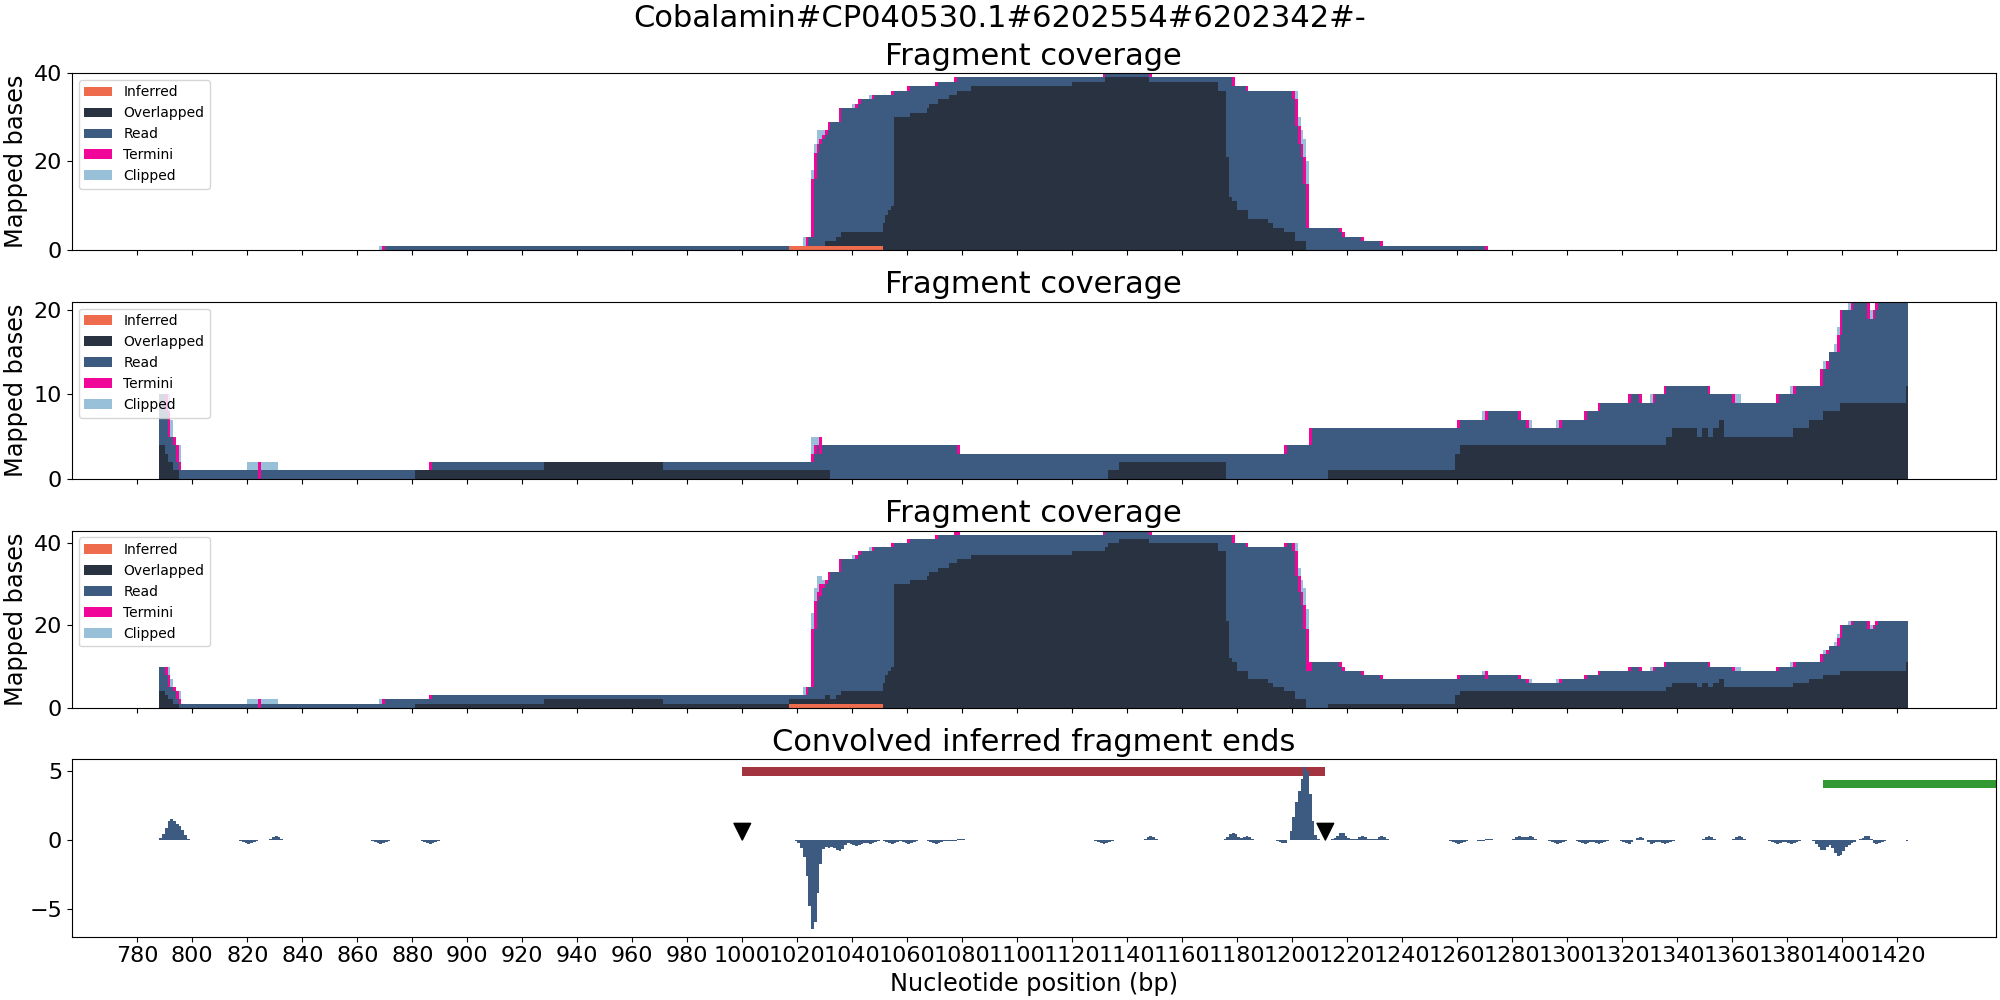 Cobalamin#CP040530.1#6202554#6202342#-
Fragment coverage
Mapped bases
40
20
0
Inferred
Overlapped
Read
Termini
Clipped
Fragment coverage
Mapped bases
20
10
0
Inferred
Overlapped
Read
Termini
Clipped
Fragment coverage
Mapped bases
40
20
0
Inferred
Overlapped
Read
Termini
Clipped
Convolved inferred fragment ends
5
0
−5
780 800 820 840 860 880 900 920 940 960 980 1000 1020 1040 1060 1080 1100 1120 1140 1160 1180 1200 1220 1240 1260 1280 1300 1320 1340 1360 1380 1400 1420
Nucleotide position (bp)